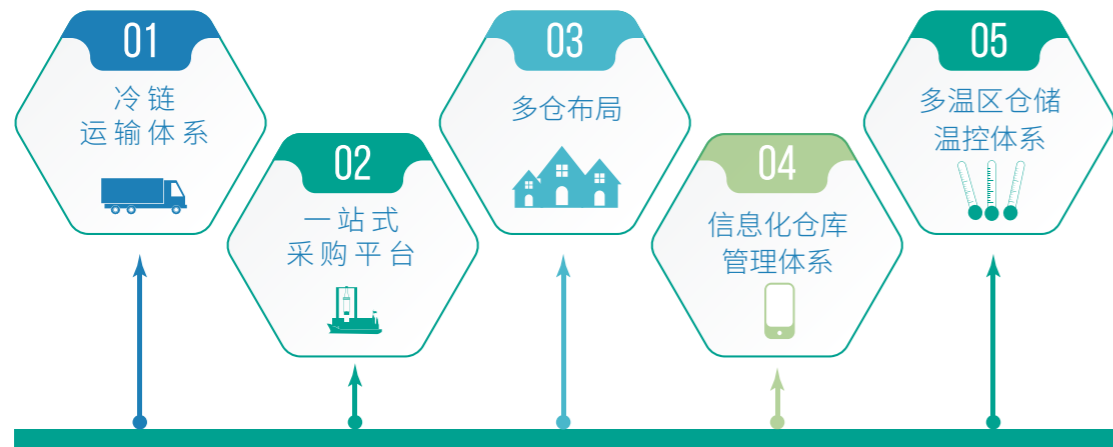 01
冷链
运输体系
02
一站式
采购平台
03
多仓布局
04
信息化仓库
管理体系
05
多温区仓储
温控体系